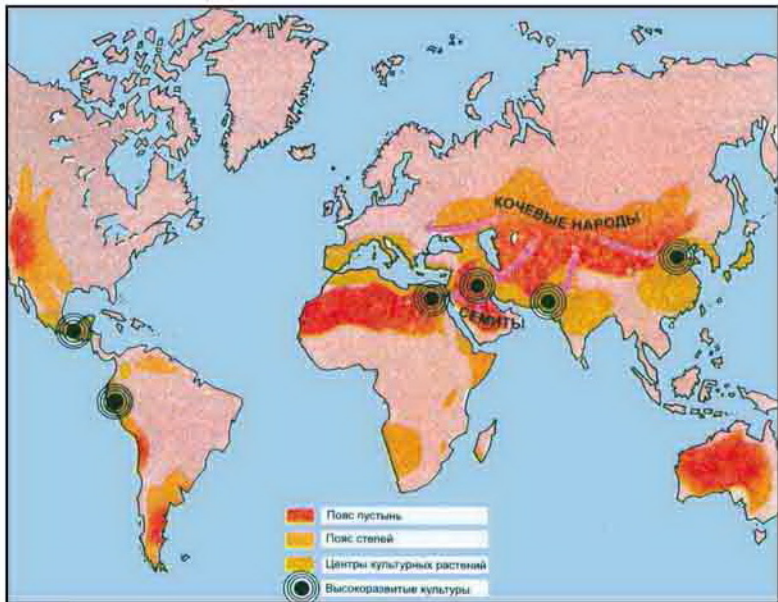 КОЧЕВЫЕ НАРОДЫ
СЕМИТЫ
Пояс пустынь
Пояс степей
Центры культурных растений
Высокоразвитые культуры